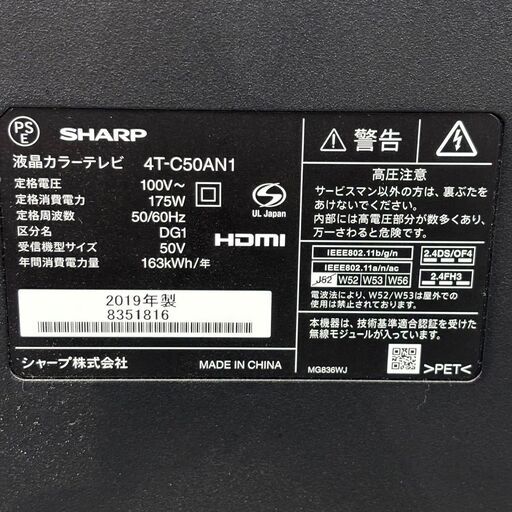 PSE SHARP
液晶カラーテレビ 4T-C50AN1
定格電圧 100V～
定格消費電力 175W
定格周波数 50/60Hz
区分名 DG1
受信機型サイズ 50V
年間消費電力量 163kWh/年
S
UL Japan
HDMI
2019年製
8351816
シャープ株式会社 MADE IN CHINA
警告
高圧注意
サービスマン以外の方は、裏ぶたを
あけないでください。
内部には高電圧部分が数多くあり、
万一さわると危険です。
IEEE802.11b/g/n 2.4DS/OF4
IEEE802.11a/n/ac
J52 W52 W53 W56 2.4FH3
電波法により、W52/W53は屋外での
使用が禁じられています。
本機器は、技術基準適合認証を受けた
無線モジュールが入っています。
MG836WJ
>PET<